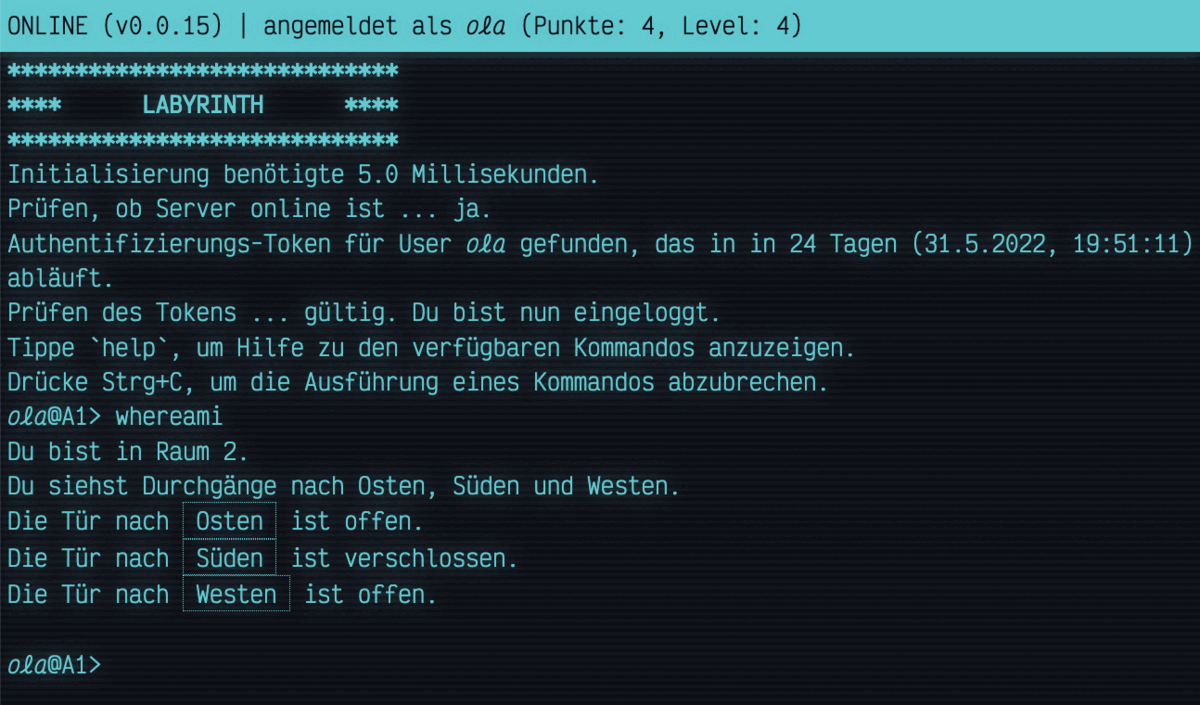 ONLINE (v0.0.15) | angemeldet als ola (Punkte: 4, Level: 4)
*****************************
****      LABYRINTH      ****
*****************************
Initialisierung benötigte 5.0 Millisekunden.
Prüfen, ob Server online ist ... ja.
Authentifizierungs-Token für User ola gefunden, das in in 24 Tagen (31.5.2022, 19:51:11)
abläuft.
Prüfen des Tokens ... gültig. Du bist nun eingeloggt.
Tippe `help`, um Hilfe zu den verfügbaren Kommandos anzuzeigen.
Drücke Strg+C, um die Ausführung eines Kommandos abzubrechen.
ola@A1> whereami
Du bist in Raum 2.
Du siehst Durchgänge nach Osten, Süden und Westen.
Die Tür nach Osten ist offen.
Die Tür nach Süden ist verschlossen.
Die Tür nach Westen ist offen.
ola@A1>